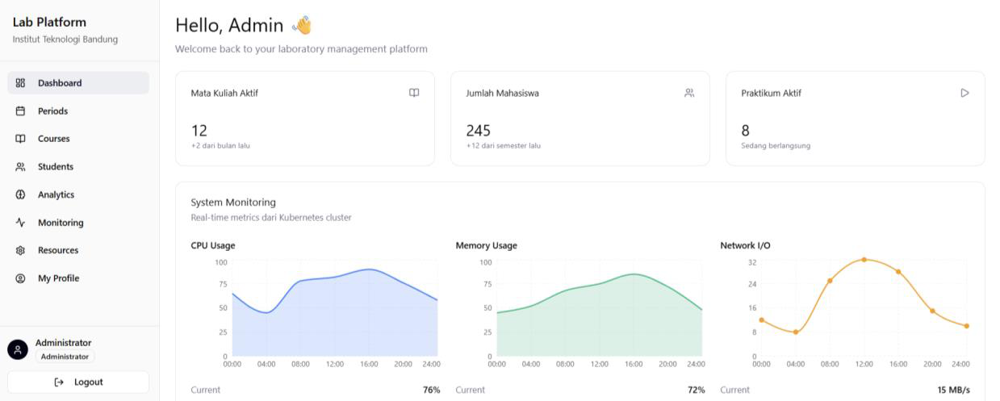 Lab Platform
Institut Teknologi Bandung
Dashboard
Periods
Courses
Students
Analytics
Monitoring
Resources
My Profile
Administrator
Administrator
Logout
Hello, Admin 👋
Welcome back to your laboratory management platform
Mata Kuliah Aktif
12
+2 dari bulan lalu
Jumlah Mahasiswa
245
+12 dari semester lalu
Praktikum Aktif
8
Sedang berlangsung
System Monitoring
Real-time metrics dari Kubernetes cluster
CPU Usage
100
75
50
25
0
00:00 04:00 08:00 12:00 16:00 20:00 24:00
Current 76%
Memory Usage
100
75
50
25
0
00:00 04:00 08:00 12:00 16:00 20:00 24:00
Current 72%
Network I/O
32
24
16
8
0
00:00 04:00 08:00 12:00 16:00 20:00 24:00
Current 15 MB/s